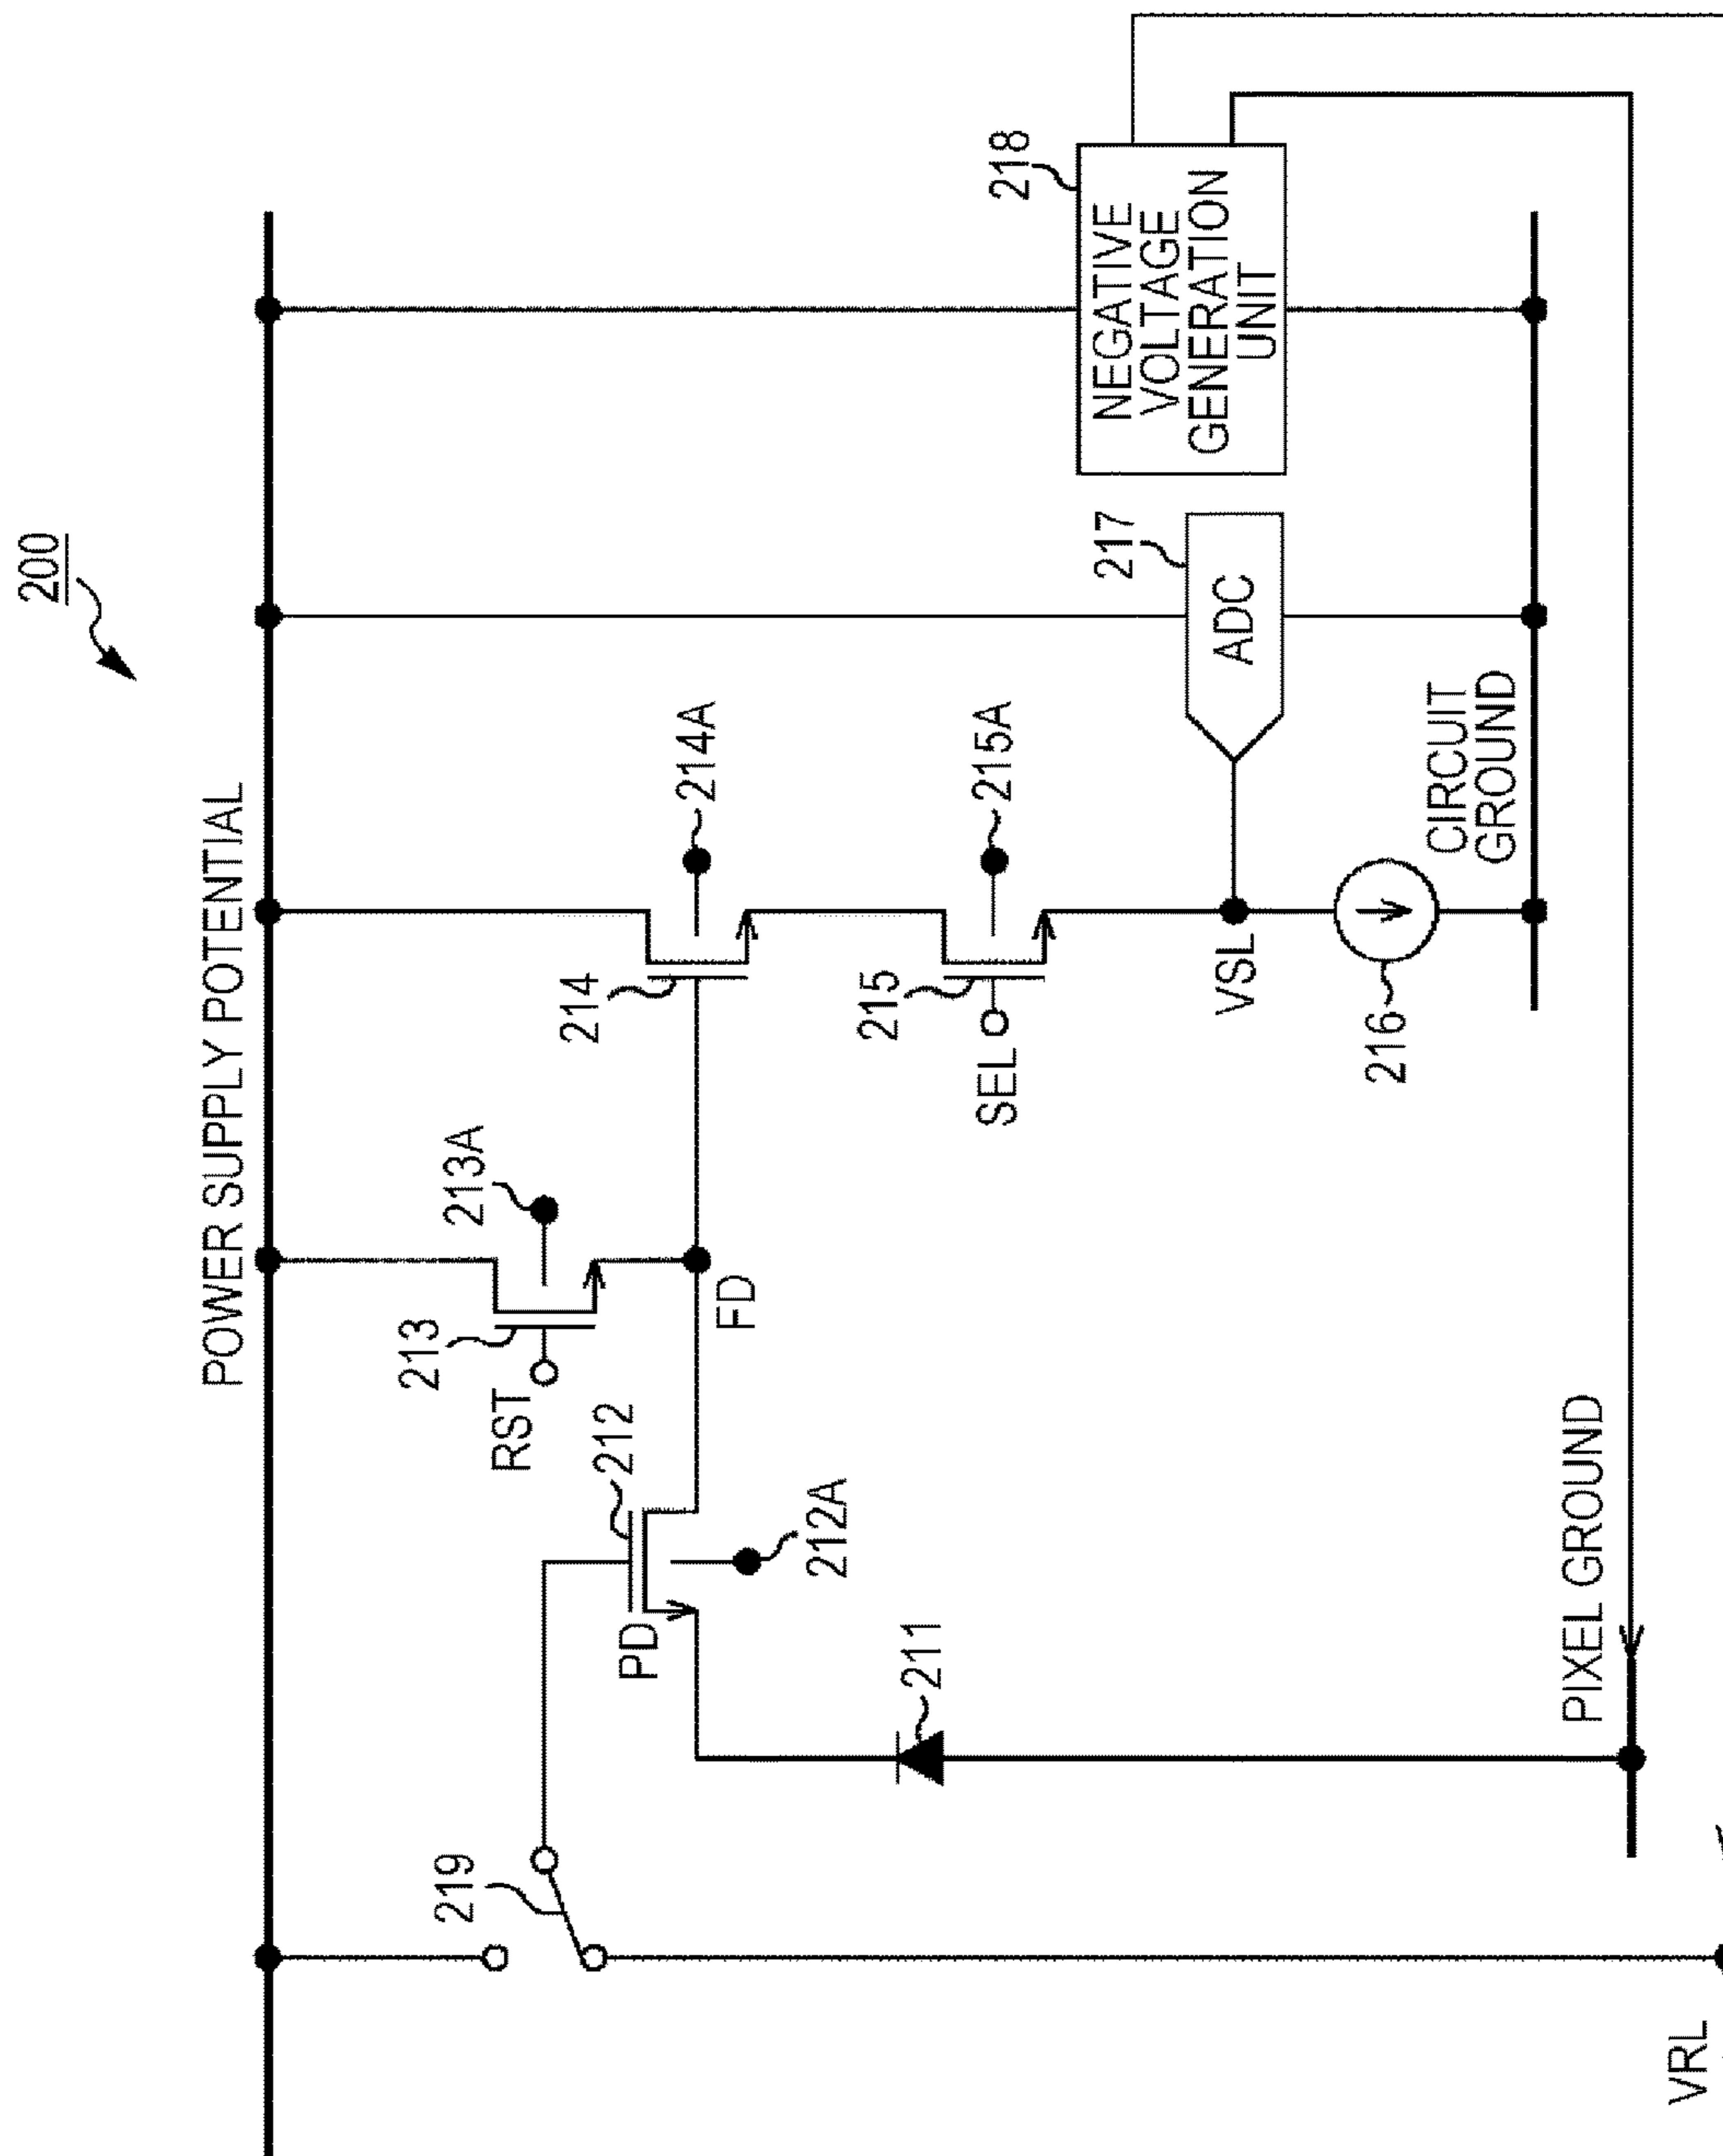 200
POWER SUPPLY POTENTIAL
219
RST
213
213A
212
PD
212A
FD
211
214
214A
215
215A
SEL
VSL
216
217
ADC
218
NEGATIVE
VOLTAGE
GENERATION
UNIT
CIRCUIT
GROUND
PIXEL GROUND
VRL